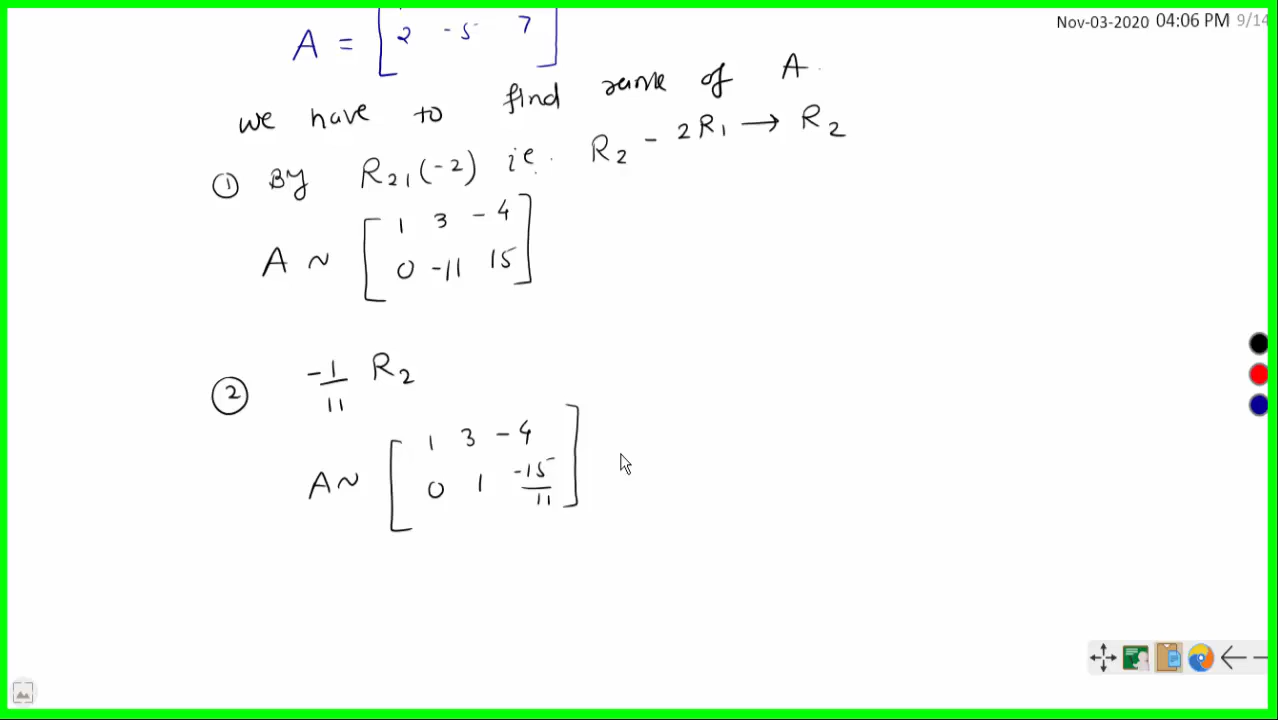 Nov-03-2020 04:06 PM 9/14
A = [ 2 -5 7 ]
we have to find rank of A.
① By R₂₁(-2) i.e. R₂ - 2R₁ → R₂
A ~ [ 1 3 -4
0 -11 15 ]
② -1/11 R₂
A ~ [ 1 3 -4
0 1 -15/11 ]